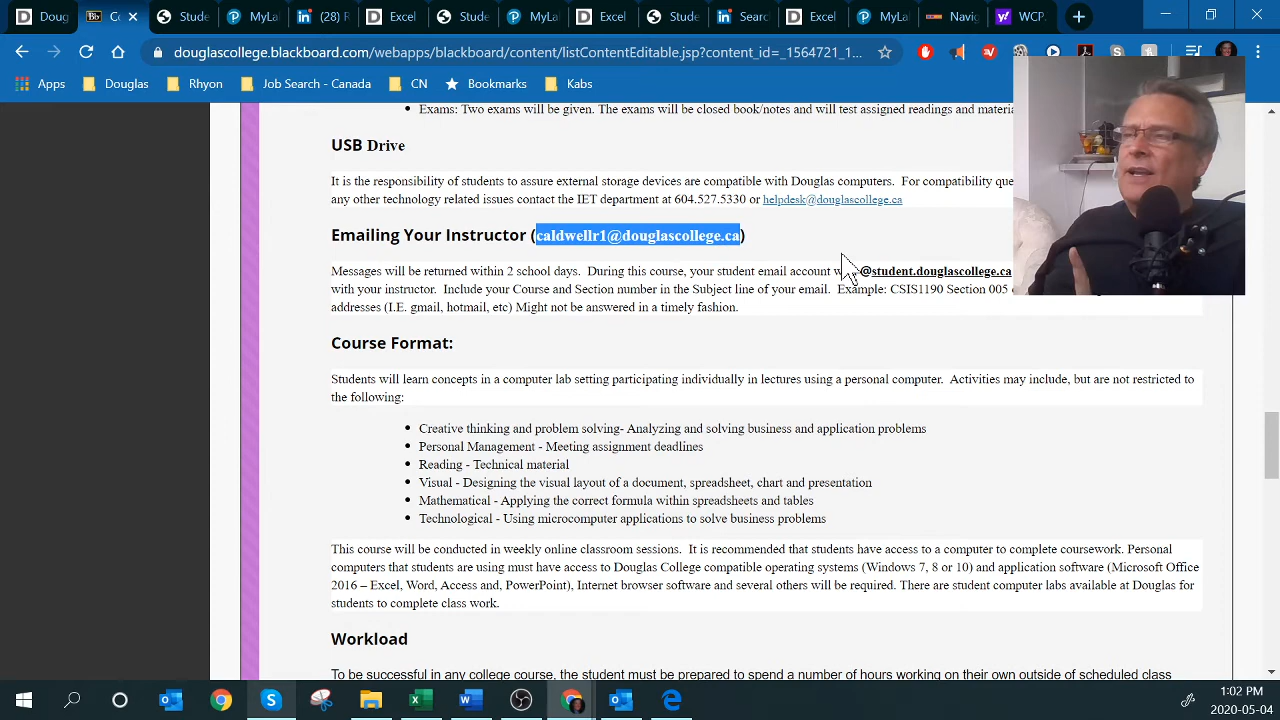 Doug
Co
Stude
MyLa
(28) R
Excel
Stude
MyLa
Excel
Stude
Searc
Excel
MyLa
Navig
WCP.
douglascollege.blackboard.com/webapps/blackboard/content/listContentEditable.jsp?content_id=_1564721_1...
Apps
Douglas
Rhyon
Job Search - Canada
CN
Bookmarks
Kabs
• Exams: Two exams will be given. The exams will be closed book/notes and will test assigned readings and materia
USB Drive
It is the responsibility of students to assure external storage devices are compatible with Douglas computers. For compatibility que
any other technology related issues contact the IET department at 604.527.5330 or helpdesk@douglascollege.ca
Emailing Your Instructor (caldwellr1@douglascollege.ca)
Messages will be returned within 2 school days. During this course, your student email account @student.douglascollege.ca
with your instructor. Include your Course and Section number in the Subject line of your email. Example: CSIS1190 Section 005
addresses (I.E. gmail, hotmail, etc) Might not be answered in a timely fashion.
Course Format:
Students will learn concepts in a computer lab setting participating individually in lectures using a personal computer. Activities may include, but are not restricted to
the following:
• Creative thinking and problem solving- Analyzing and solving business and application problems
• Personal Management - Meeting assignment deadlines
• Reading - Technical material
• Visual - Designing the visual layout of a document, spreadsheet, chart and presentation
• Mathematical - Applying the correct formula within spreadsheets and tables
• Technological - Using microcomputer applications to solve business problems
This course will be conducted in weekly online classroom sessions. It is recommended that students have access to a computer to complete coursework. Personal
computers that students are using must have access to Douglas College compatible operating systems (Windows 7, 8 or 10) and application software (Microsoft Office
2016 – Excel, Word, Access and, PowerPoint), Internet browser software and several others will be required. There are student computer labs available at Douglas for
students to complete class work.
Workload
To be successful in any college course, the student must be prepared to spend a number of hours working on their own outside of scheduled class
1:02 PM
2020-05-04